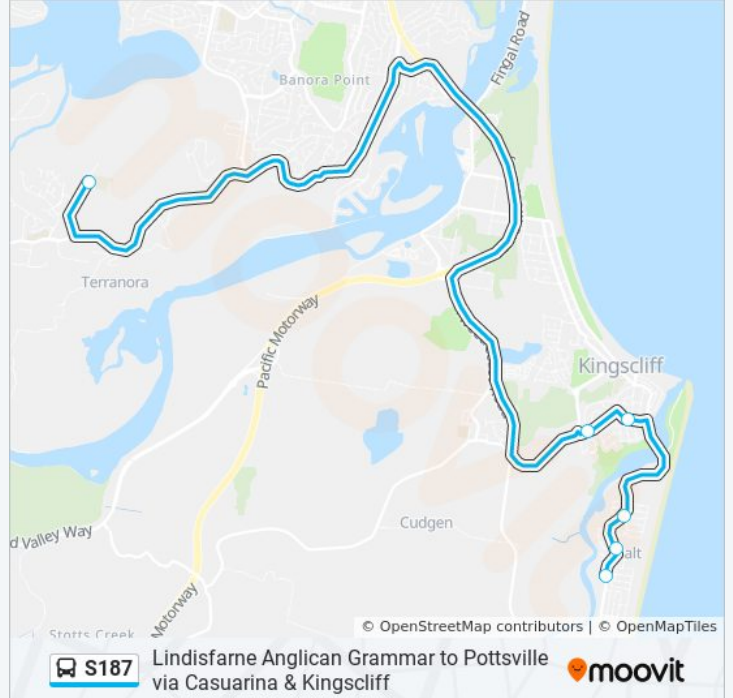 Fingal Road
Banora Point
Terranora
Pacific Motorway
Kingscliff
Cudgen
d Valley Way
alt
Motorway
Stotts Creek
© OpenStreetMap contributors | © OpenMapTiles
S187
Lindisfarne Anglican Grammar to Pottsville
via Casuarina & Kingscliff
moovit